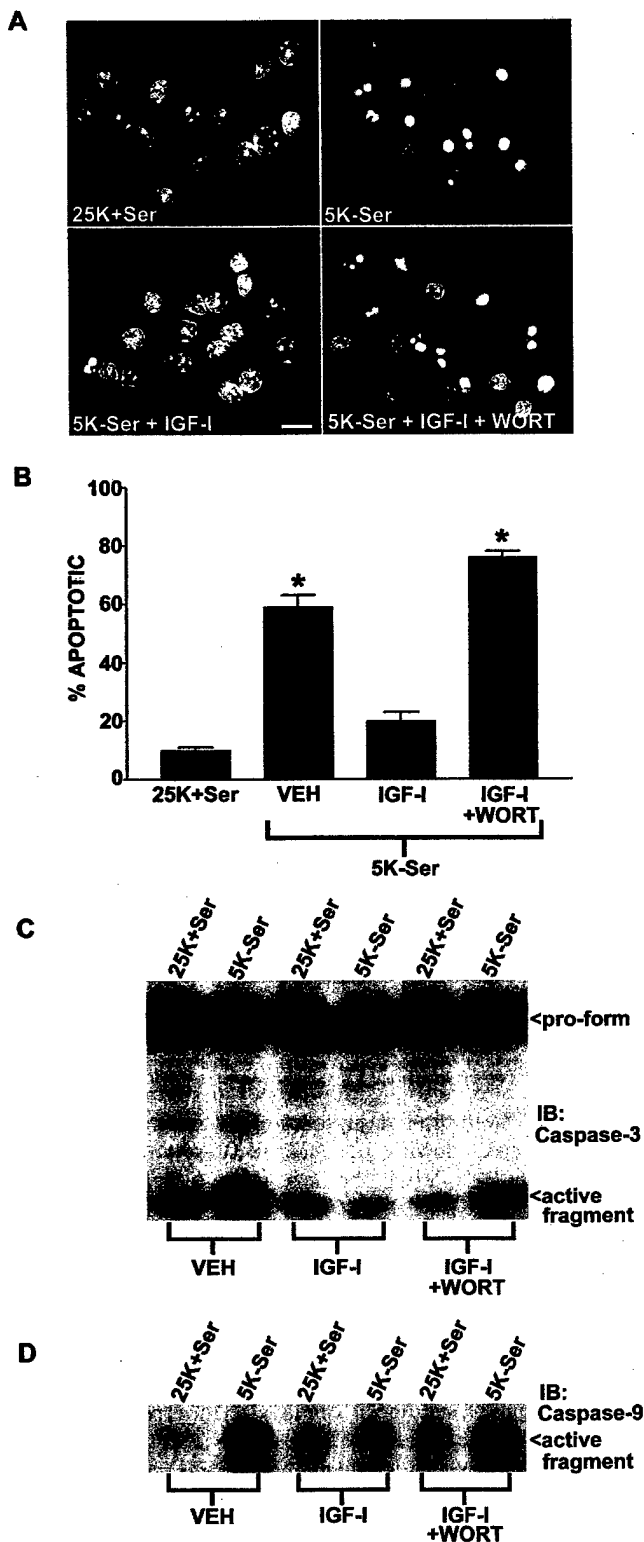 A
25K+Ser
5K-Ser
5K-Ser + IGF-I
5K-Ser + IGF-I + WORT
B
% APOPTOTIC
100
80
60
40
20
0
*
*
25K+Ser
VEH
IGF-I
IGF-I
+WORT
5K-Ser
C
25K+Ser
5K-Ser
25K+Ser
5K-Ser
25K+Ser
5K-Ser
<pro-form
IB:
Caspase-3
<active
fragment
VEH
IGF-I
IGF-I
+WORT
D
25K+Ser
5K-Ser
25K+Ser
5K-Ser
25K+Ser
5K-Ser
IB:
Caspase-9
<active
fragment
VEH
IGF-I
IGF-I
+WORT